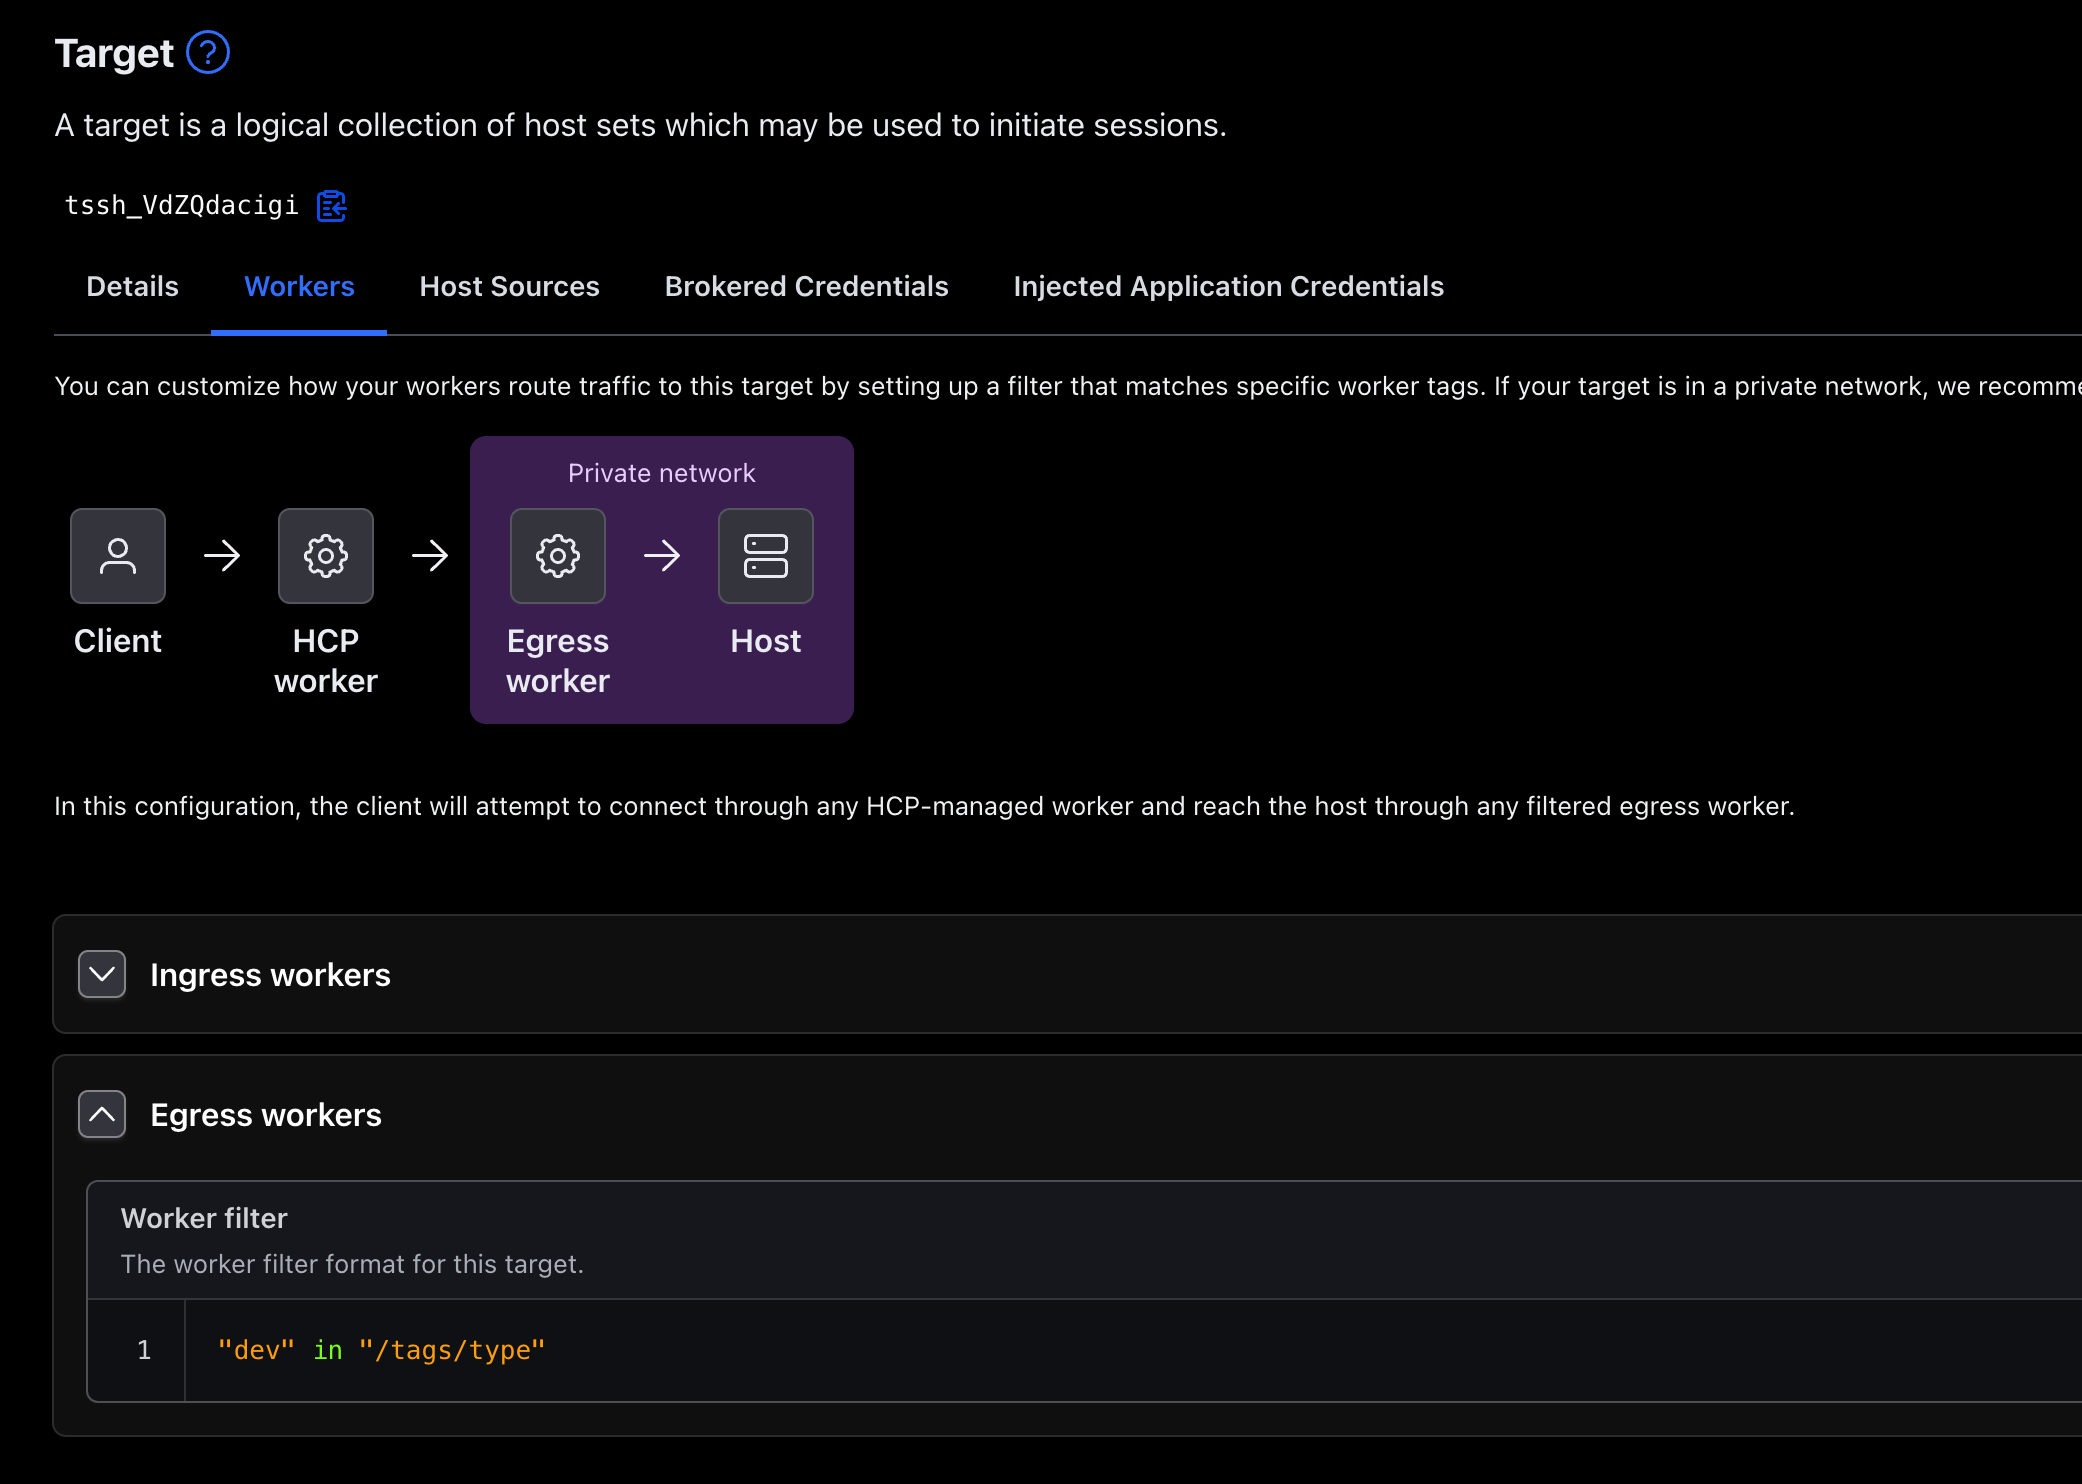 Target
A target is a logical collection of host sets which may be used to initiate sessions.
tssh_VdZQdacigi
Details Workers Host Sources Brokered Credentials Injected Application Credentials
You can customize how your workers route traffic to this target by setting up a filter that matches specific worker tags. If your target is in a private network, we
Private network
Client
HCP worker
Egress worker
Host
In this configuration, the client will attempt to connect through any HCP-managed worker and reach the host through any filtered egress worker.
Ingress workers
Egress workers
Worker filter
The worker filter format for this target.
1 "dev" in "/tags/type"